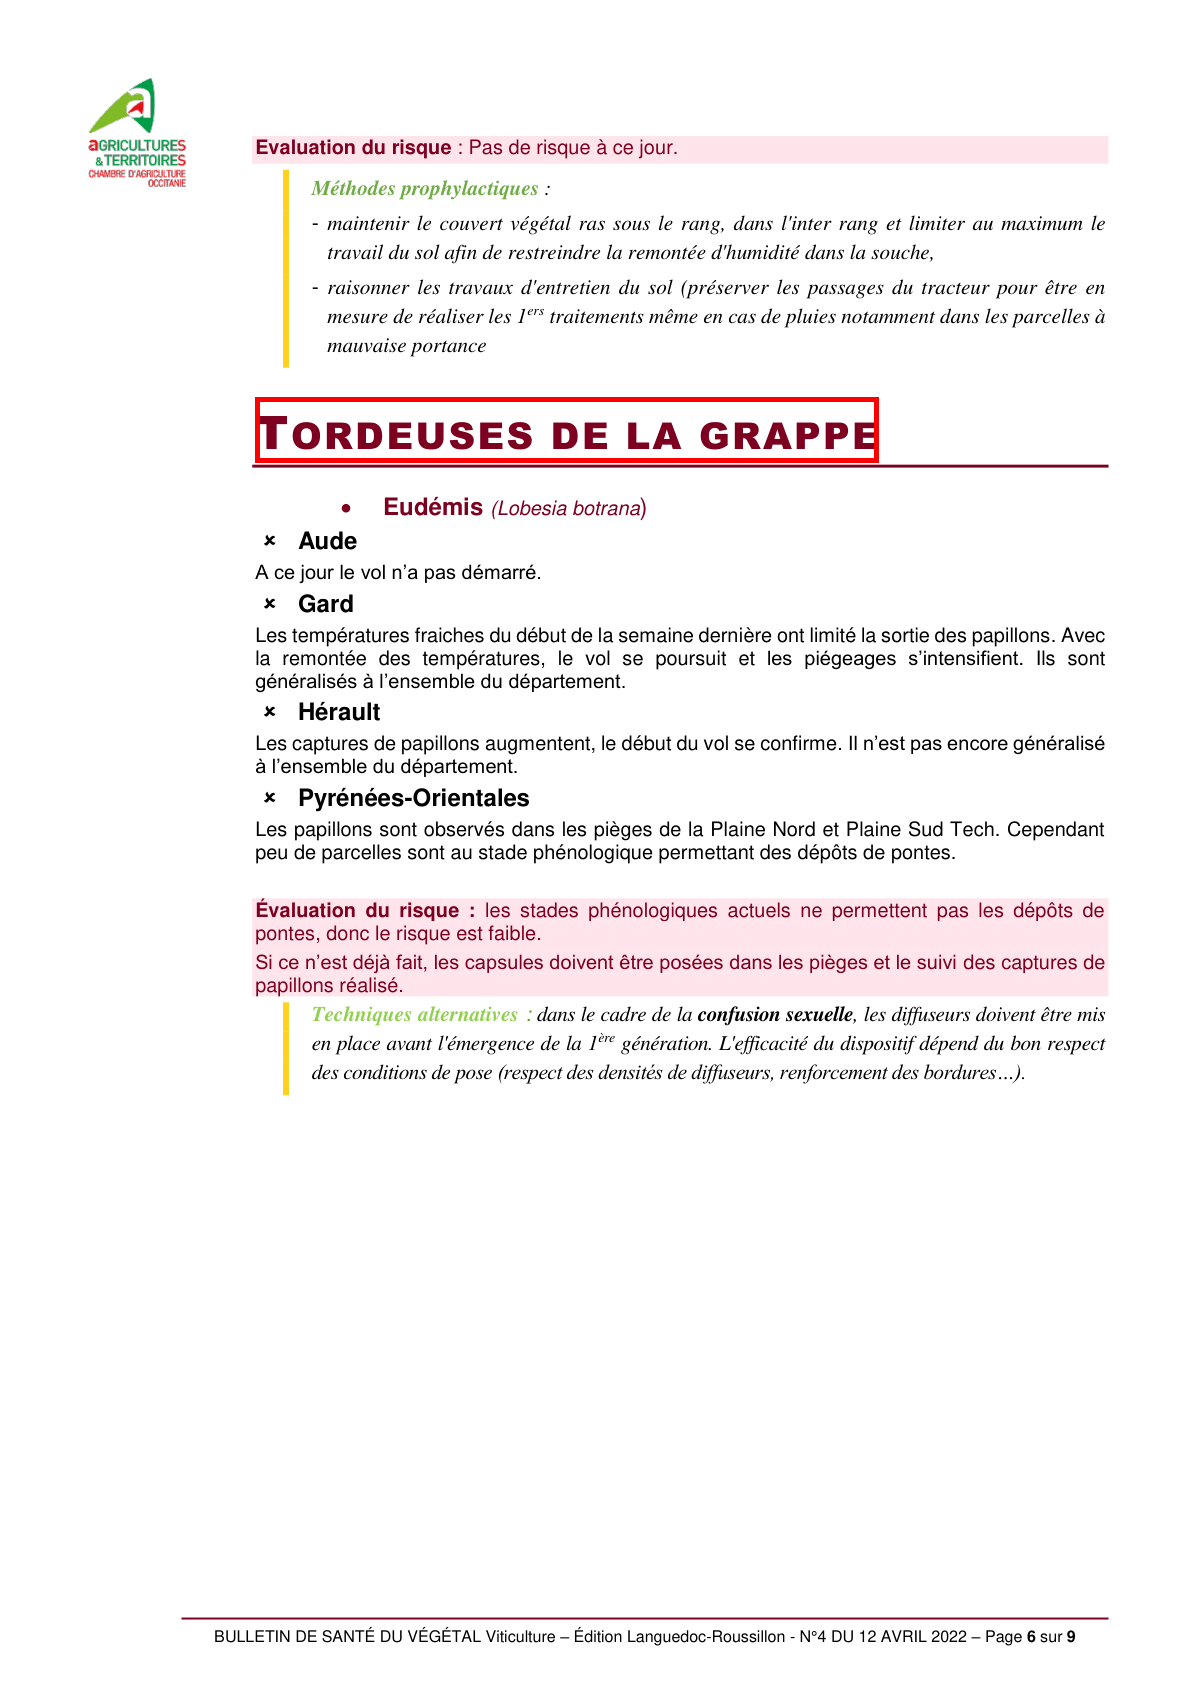 aGRICULTURES
& TERRITOIRES
CHAMBRE D'AGRICULTURE
OCCITANIE
Evaluation du risque : Pas de risque à ce jour.
Méthodes prophylactiques :
- maintenir le couvert végétal ras sous le rang, dans l'inter rang et limiter au maximum le
travail du sol afin de restreindre la remontée d'humidité dans la souche,
- raisonner les travaux d'entretien du sol (préserver les passages du tracteur pour être en
mesure de réaliser les 1ers traitements même en cas de pluies notamment dans les parcelles à
mauvaise portance
TORDEUSES DE LA GRAPPE
• Eudémis (Lobesia botrana)
× Aude
A ce jour le vol n’a pas démarré.
× Gard
Les températures fraiches du début de la semaine dernière ont limité la sortie des papillons. Avec
la remontée des températures, le vol se poursuit et les piégeages s’intensifient. Ils sont
généralisés à l’ensemble du département.
× Hérault
Les captures de papillons augmentent, le début du vol se confirme. Il n’est pas encore généralisé
à l’ensemble du département.
× Pyrénées-Orientales
Les papillons sont observés dans les pièges de la Plaine Nord et Plaine Sud Tech. Cependant
peu de parcelles sont au stade phénologique permettant des dépôts de pontes.
Évaluation du risque : les stades phénologiques actuels ne permettent pas les dépôts de
pontes, donc le risque est faible.
Si ce n’est déjà fait, les capsules doivent être posées dans les pièges et le suivi des captures de
papillons réalisé.
Techniques alternatives : dans le cadre de la confusion sexuelle, les diffuseurs doivent être mis
en place avant l'émergence de la 1ère génération. L'efficacité du dispositif dépend du bon respect
des conditions de pose (respect des densités de diffuseurs, renforcement des bordures…).
BULLETIN DE SANTÉ DU VÉGÉTAL Viticulture – Édition Languedoc-Roussillon - N°4 DU 12 AVRIL 2022 – Page 6 sur 9